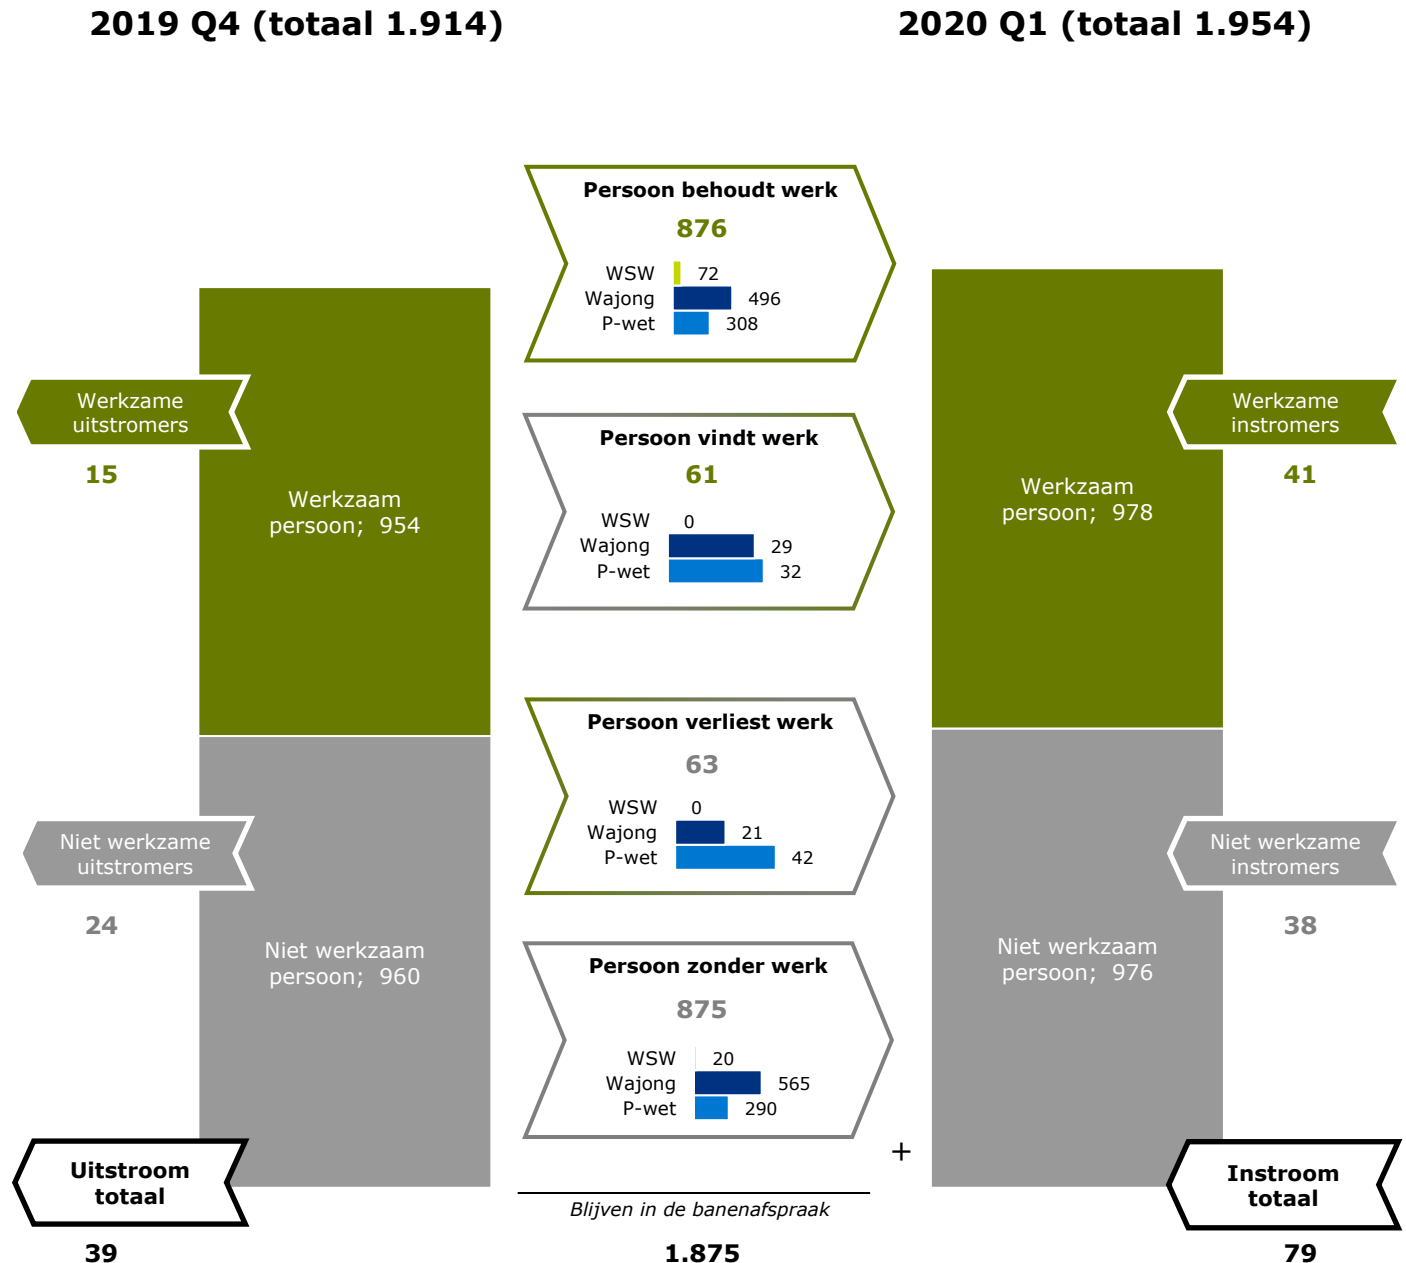 2019 Q4 (totaal 1.914)
2020 Q1 (totaal 1.954)
Werkzame
uitstromers
15
Werkzaam
persoon; 954
Niet werkzame
uitstromers
24
Niet werkzaam
persoon; 960
Uitstroom
totaal
39
Persoon behoudt werk
876
WSW 72
Wajong 496
P-wet 308
Persoon vindt werk
61
WSW 0
Wajong 29
P-wet 32
Persoon verliest werk
63
WSW 0
Wajong 21
P-wet 42
Persoon zonder werk
875
WSW 20
Wajong 565
P-wet 290
+
Blijven in de banenafspraak
1.875
Werkzame
instromers
41
Werkzaam
persoon; 978
Niet werkzame
instromers
38
Niet werkzaam
persoon; 976
Instroom
totaal
79